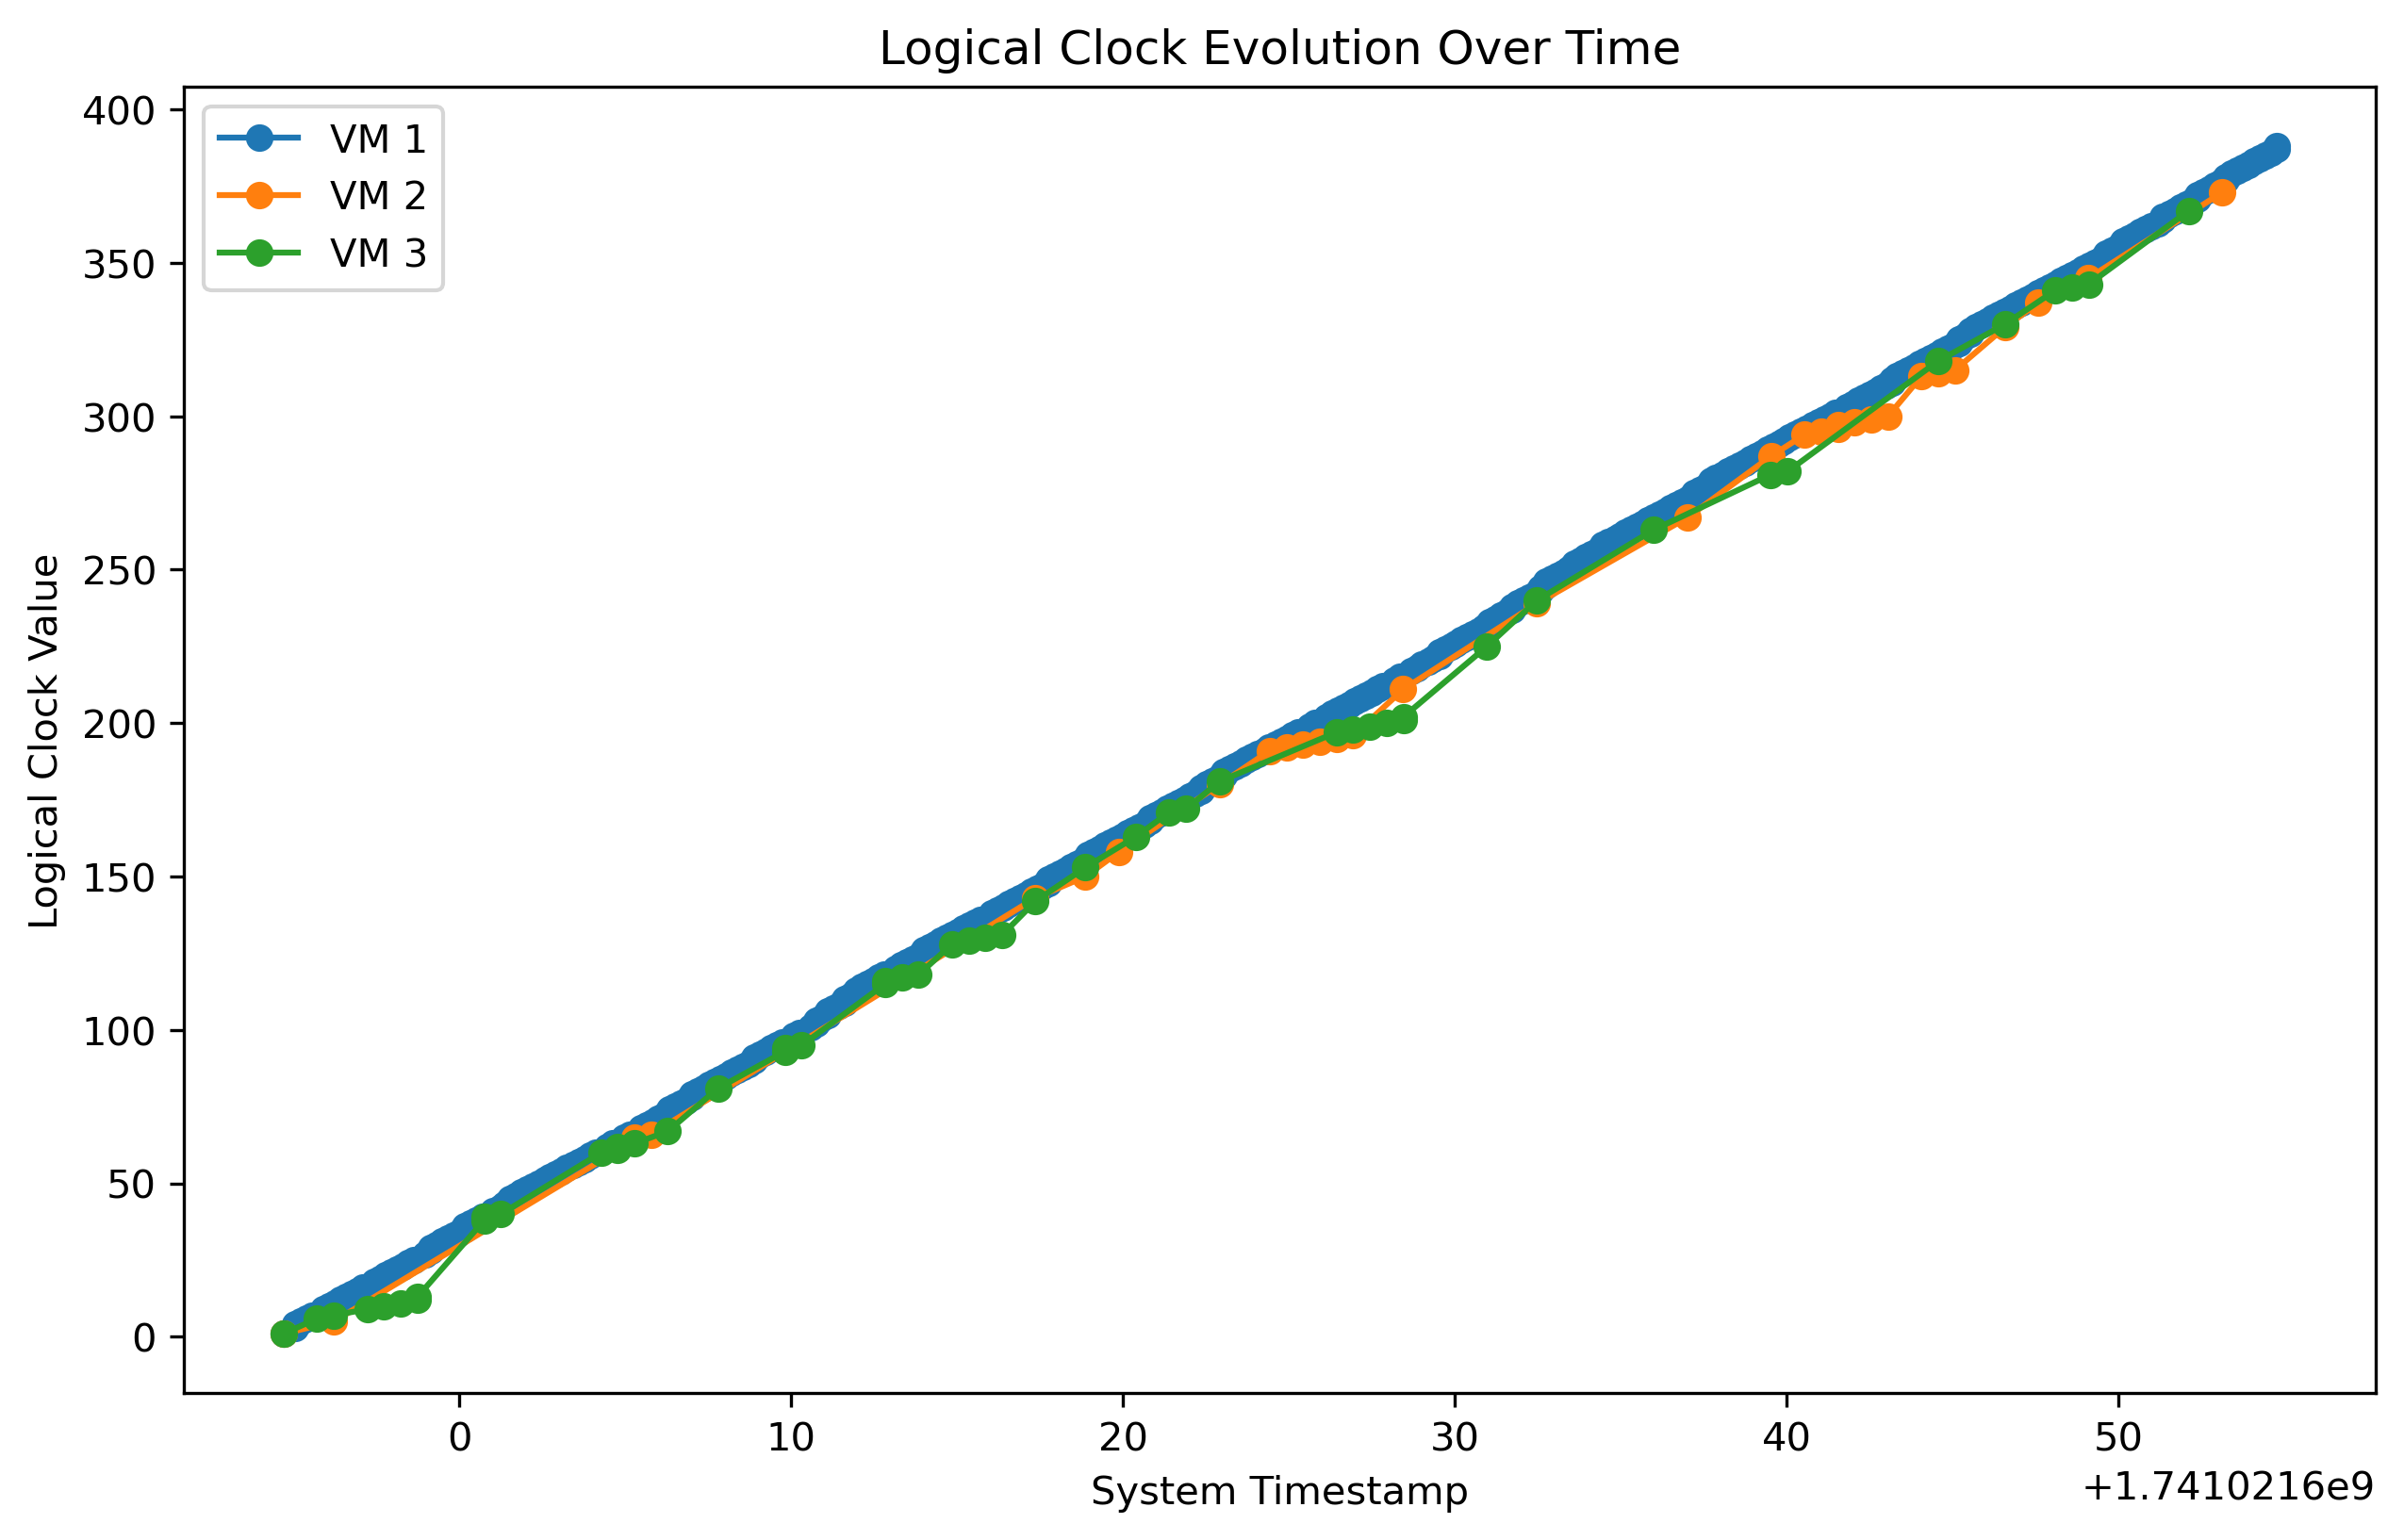 Logical Clock Evolution Over Time
VM 1
VM 2
VM 3
Logical Clock Value
400
350
300
250
200
150
100
50
0
0 10 20 30 40 50
System Timestamp
+1.7410216e9